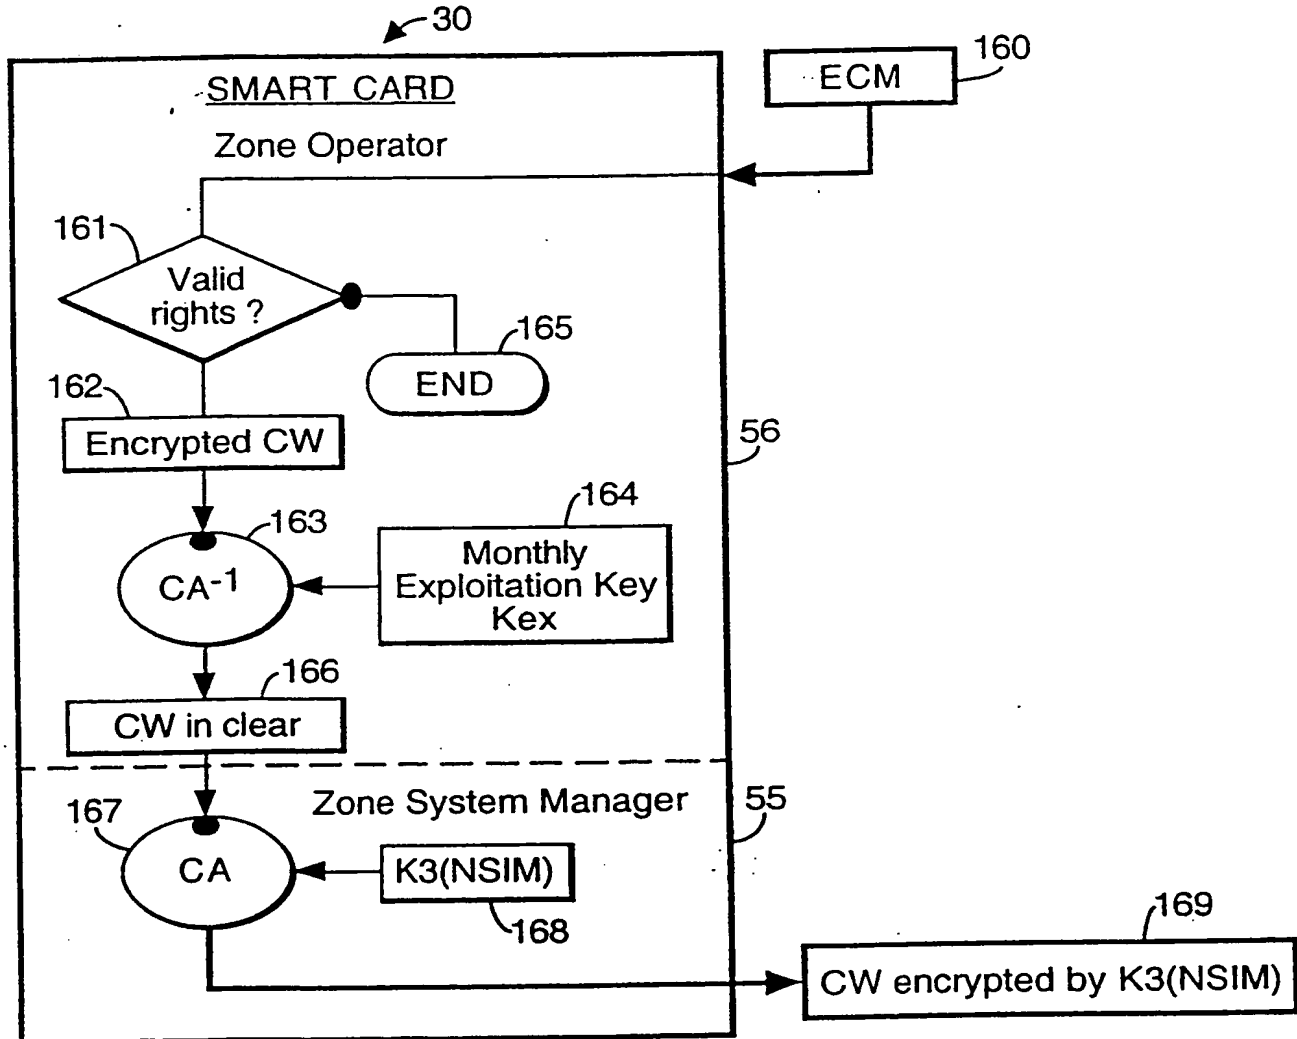 30
SMART CARD
ECM
160
Zone Operator
161
Valid
rights ?
165
END
162
Encrypted CW
56
163
164
CA-1
Monthly
Exploitation Key
Kex
166
CW in clear
Zone System Manager
55
167
CA
K3(NSIM)
168
169
CW encrypted by K3(NSIM)